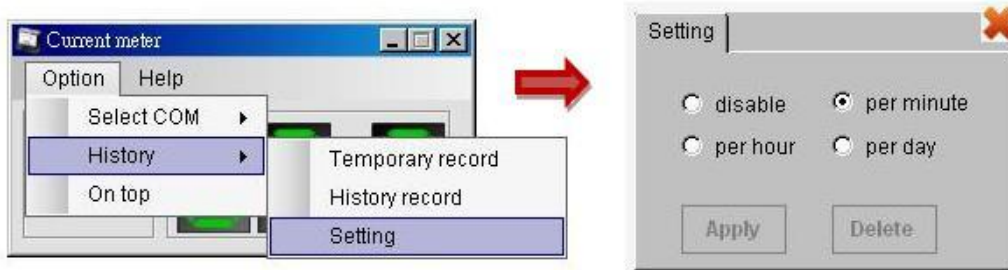 Current meter
Option Help
Select COM
History
On top
Temporary record
History record
Setting
Setting
disable per minute
per hour per day
Apply Delete